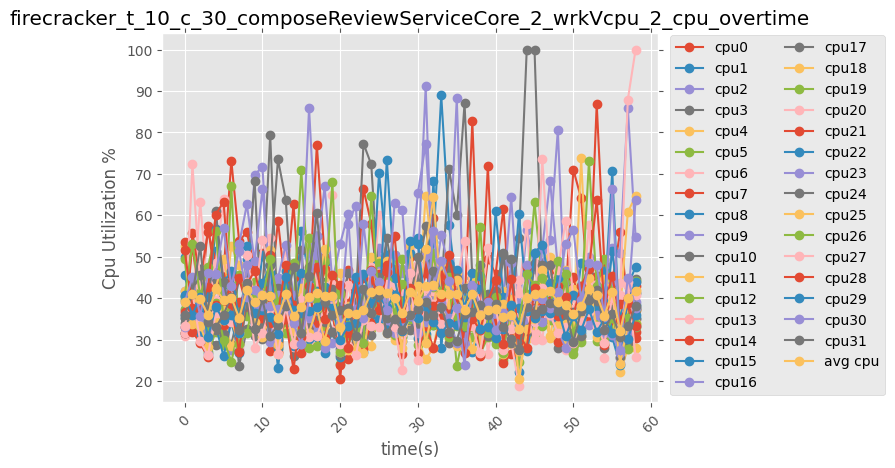 firecracker_t_10_c_30_composeReviewServiceCore_2_wrkVcpu_2_cpu_overtime
Cpu Utilization %
100
90
80
70
60
50
40
30
20
0
10
20
30
40
50
60
time(s)
cpu0
cpu1
cpu2
cpu3
cpu4
cpu5
cpu6
cpu7
cpu8
cpu9
cpu10
cpu11
cpu12
cpu13
cpu14
cpu15
cpu16
cpu17
cpu18
cpu19
cpu20
cpu21
cpu22
cpu23
cpu24
cpu25
cpu26
cpu27
cpu28
cpu29
cpu30
cpu31
avg cpu